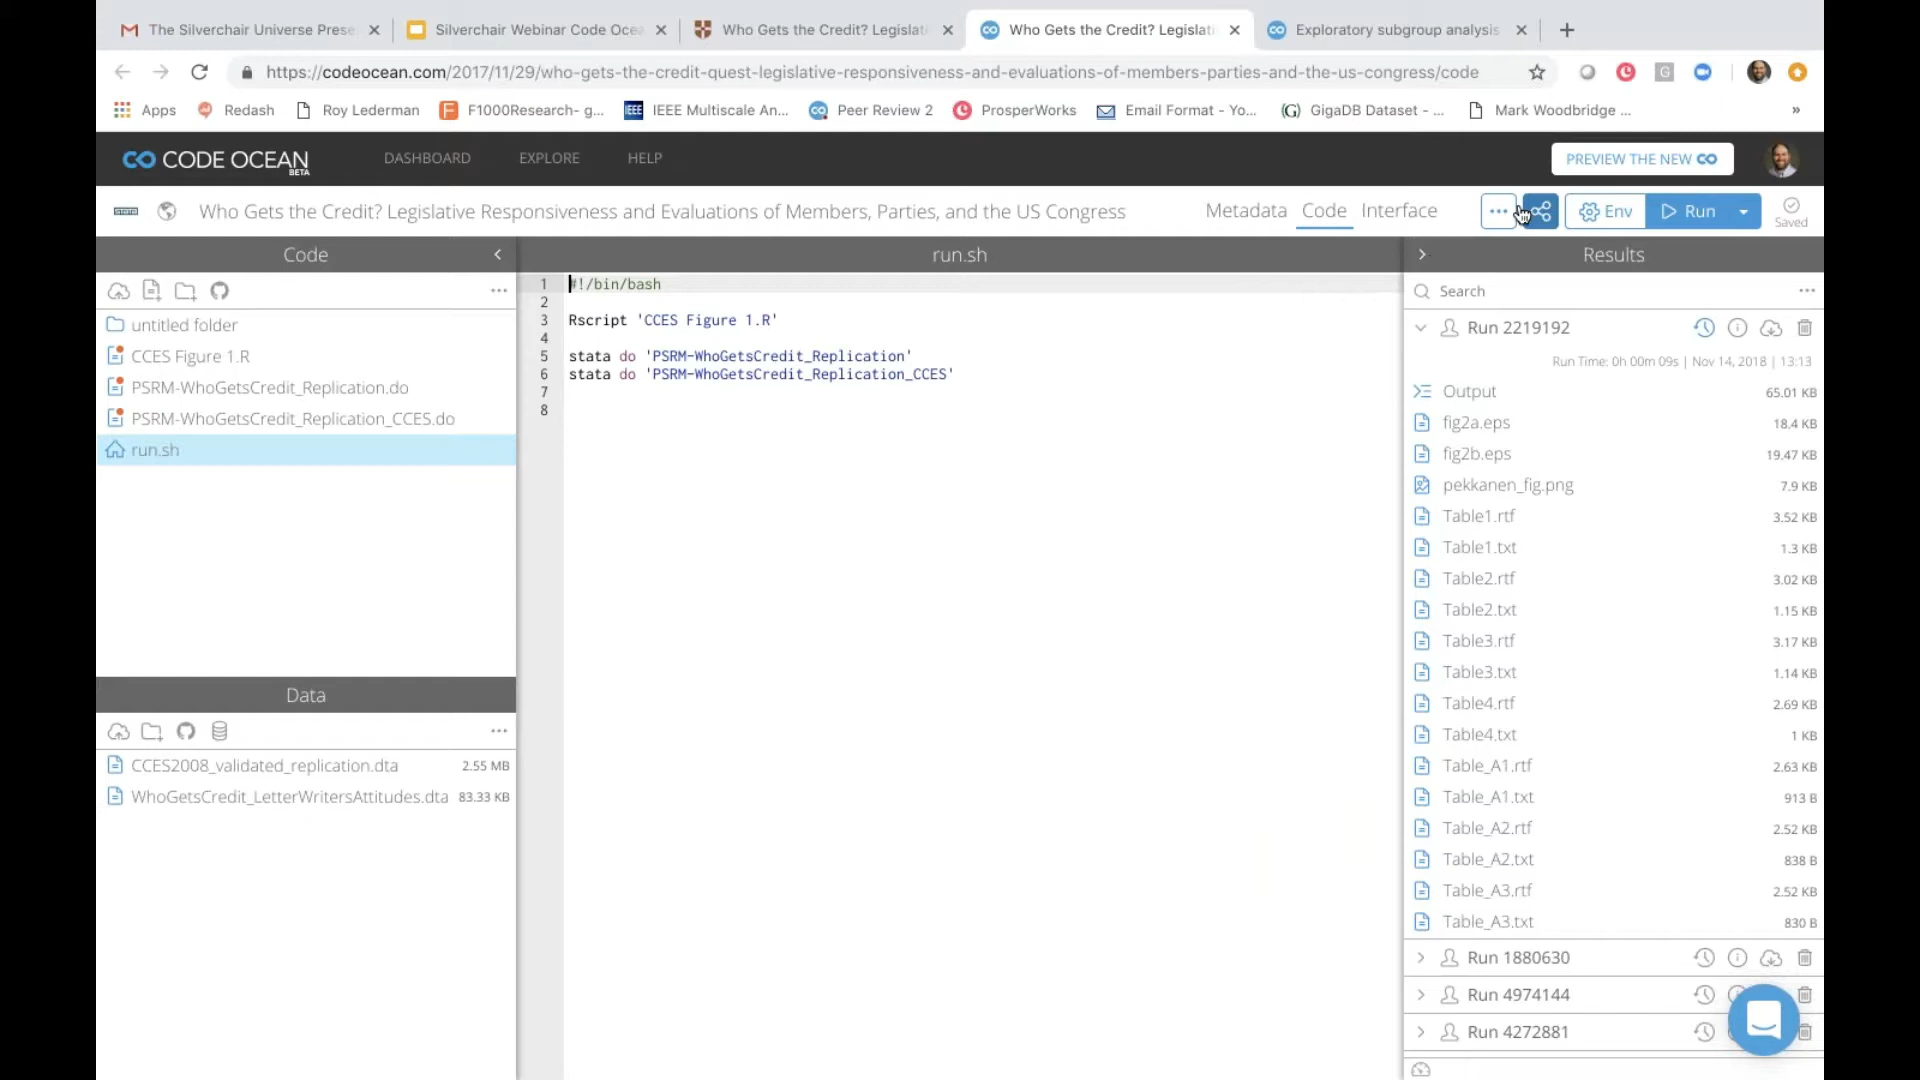 The Silverchair Universe Prese
Silverchair Webinar Code Ocea
Who Gets the Credit? Legislati
Who Gets the Credit? Legislati
Exploratory subgroup analysis
https://codeocean.com/2017/11/29/who-gets-the-credit-quest-legislative-responsiveness-and-evaluations-of-members-parties-and-the-us-congress/code
Apps
Redash
Roy Lederman
F1000Research- g...
IEEE Multiscale An...
Peer Review 2
ProsperWorks
Email Format - Yo...
GigaDB Dataset - ...
Mark Woodbridge ...
»
CODE OCEAN
BETA
DASHBOARD
EXPLORE
HELP
PREVIEW THE NEW
Who Gets the Credit? Legislative Responsiveness and Evaluations of Members, Parties, and the US Congress
Metadata
Code
Interface
Env
Run
Saved
Code
untitled folder
CCES Figure 1.R
PSRM-WhoGetsCredit_Replication.do
PSRM-WhoGetsCredit_Replication_CCES.do
run.sh
Data
CCES2008_validated_replication.dta 2.55 MB
WhoGetsCredit_LetterWritersAttitudes.dta 83.33 KB
run.sh
1 #!/bin/bash
2
3 Rscript 'CCES Figure 1.R'
4
5 stata do 'PSRM-WhoGetsCredit_Replication'
6 stata do 'PSRM-WhoGetsCredit_Replication_CCES'
7
8
Results
Search
Run 2219192
Run Time: 0h 00m 09s | Nov 14, 2018 | 13:13
Output 65.01 KB
fig2a.eps 18.4 KB
fig2b.eps 19.47 KB
pekkanen_fig.png 7.9 KB
Table1.rtf 3.52 KB
Table1.txt 1.3 KB
Table2.rtf 3.02 KB
Table2.txt 1.15 KB
Table3.rtf 3.17 KB
Table3.txt 1.14 KB
Table4.rtf 2.69 KB
Table4.txt 1 KB
Table_A1.rtf 2.63 KB
Table_A1.txt 913 B
Table_A2.rtf 2.52 KB
Table_A2.txt 838 B
Table_A3.rtf 2.52 KB
Table_A3.txt 830 B
Run 1880630
Run 4974144
Run 4272881